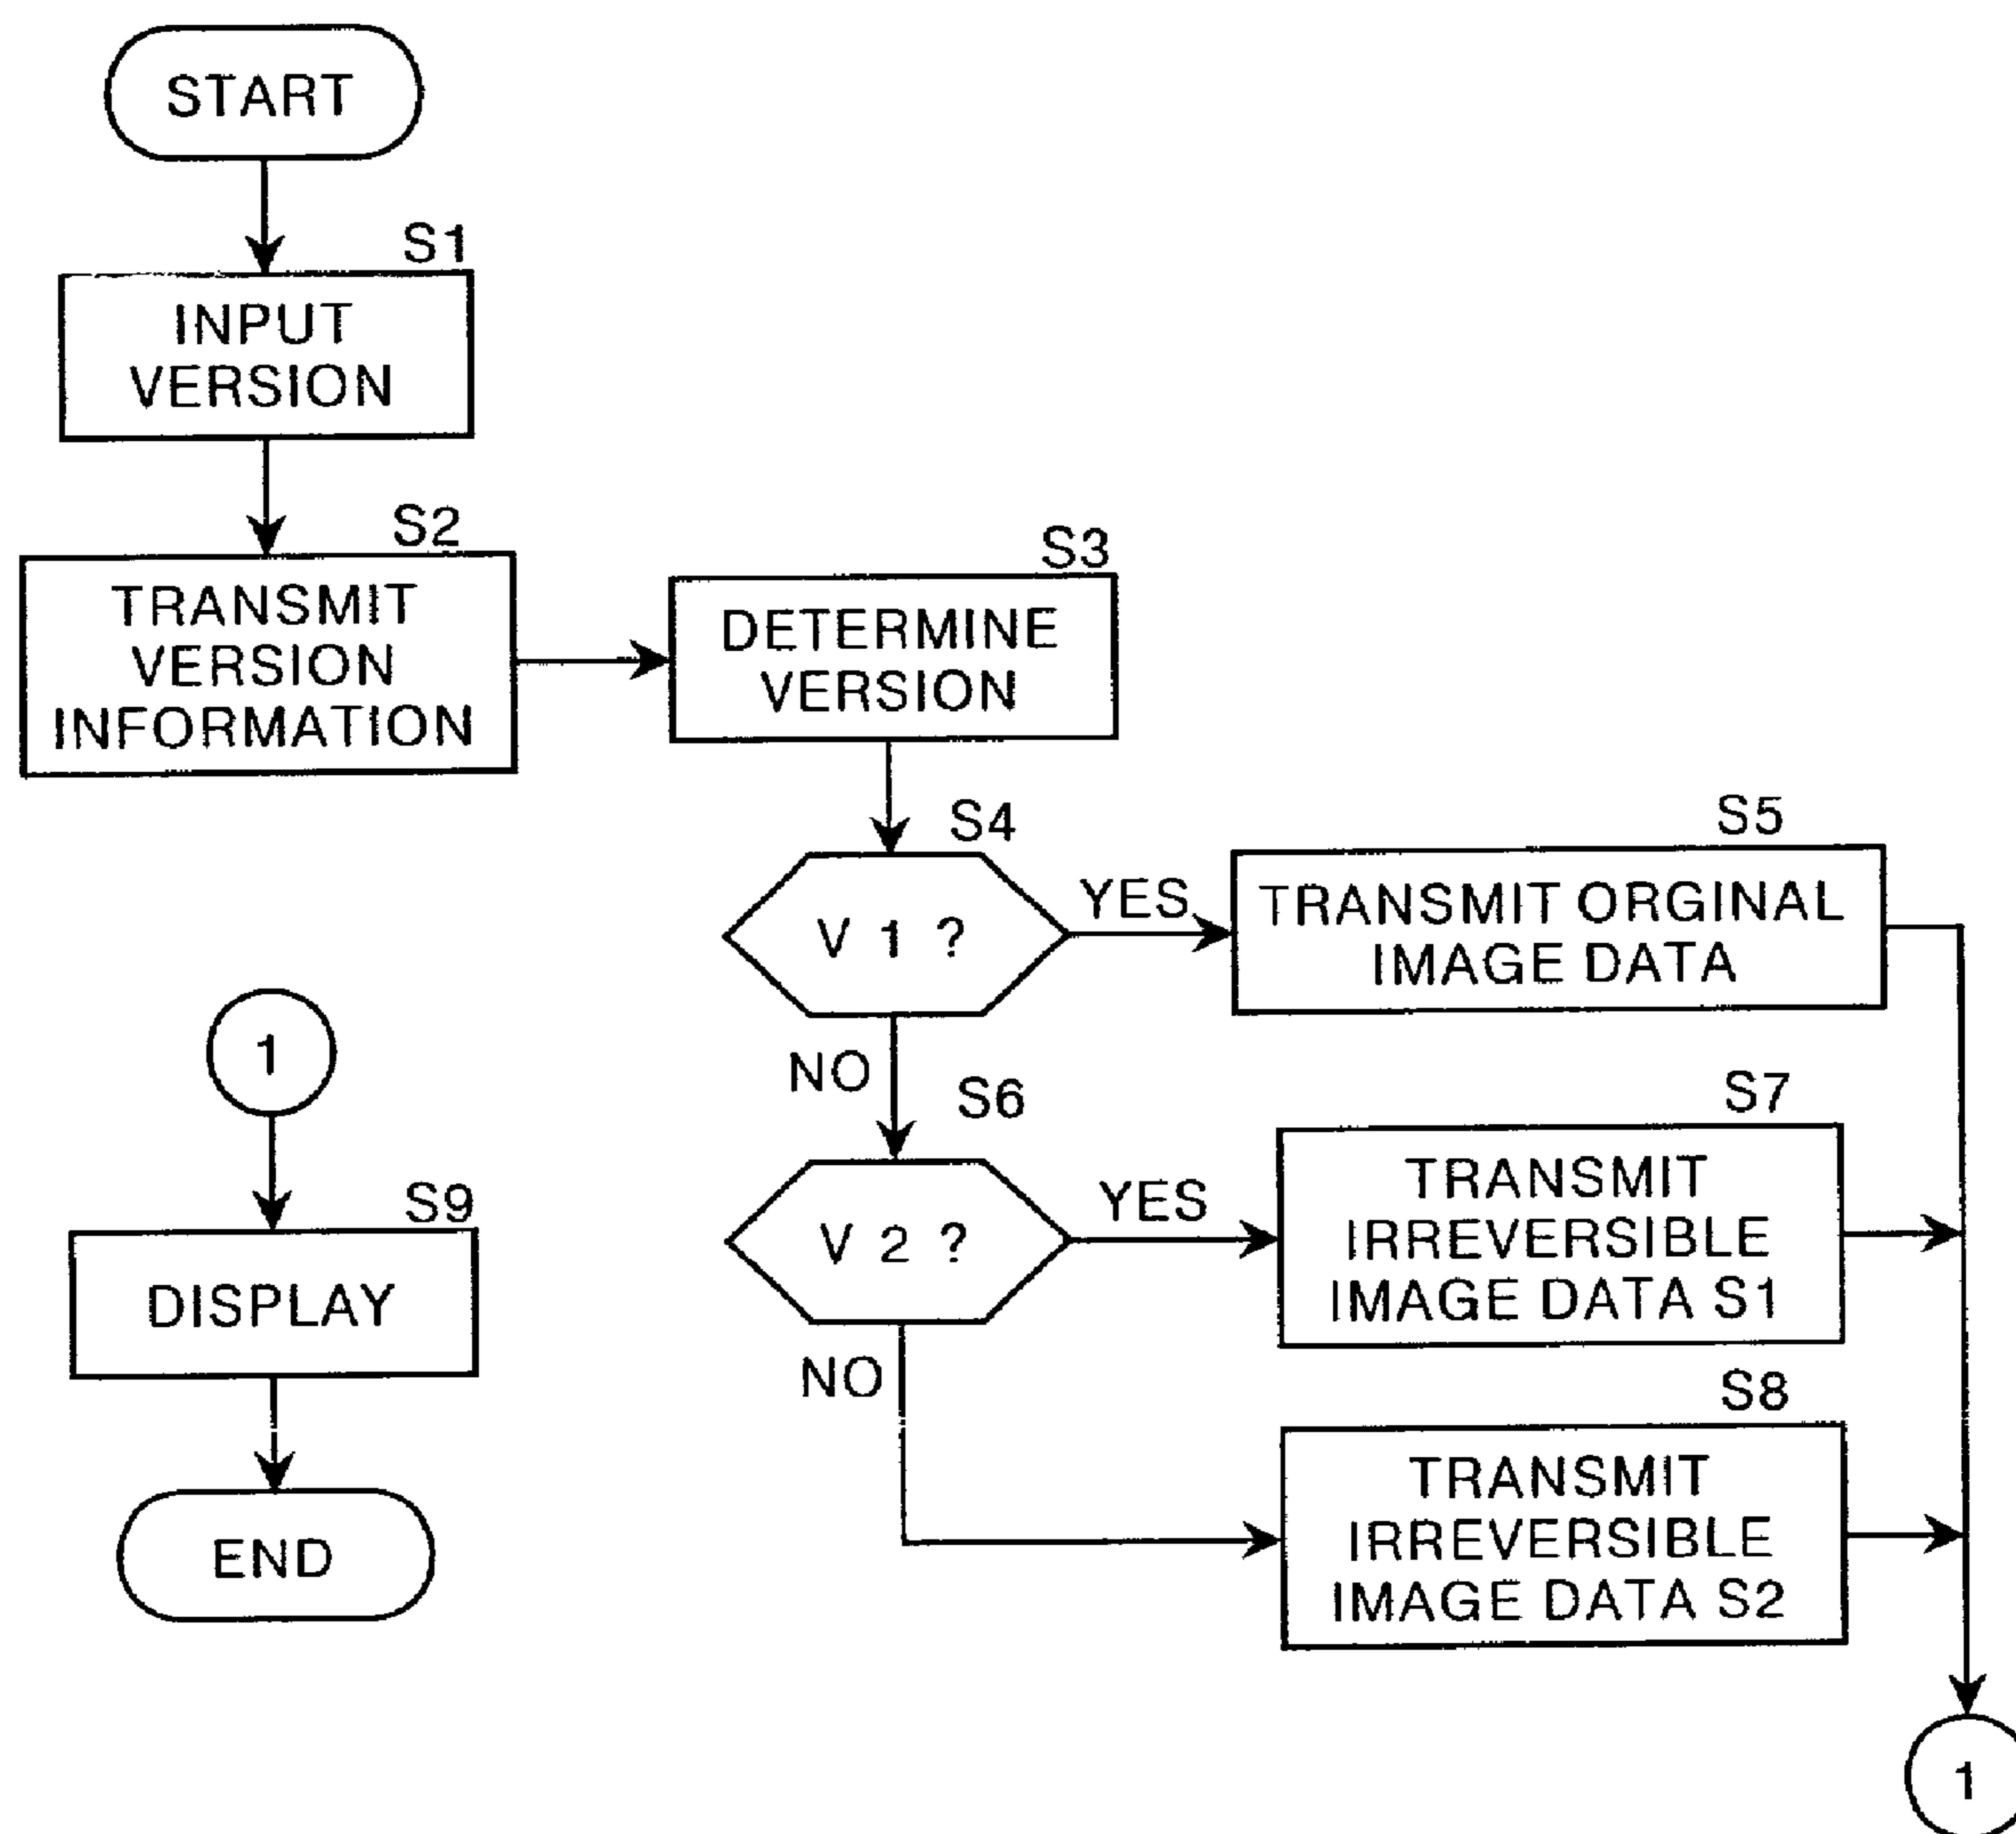 START
S1
INPUT
VERSION
S2
TRANSMIT
VERSION
INFORMATION
S3
DETERMINE
VERSION
S4
V 1 ?
YES
NO
S5
TRANSMIT ORGINAL
IMAGE DATA
S6
V 2 ?
YES
NO
S7
TRANSMIT
IRREVERSIBLE
IMAGE DATA S1
S8
TRANSMIT
IRREVERSIBLE
IMAGE DATA S2
1
1
S9
DISPLAY
END